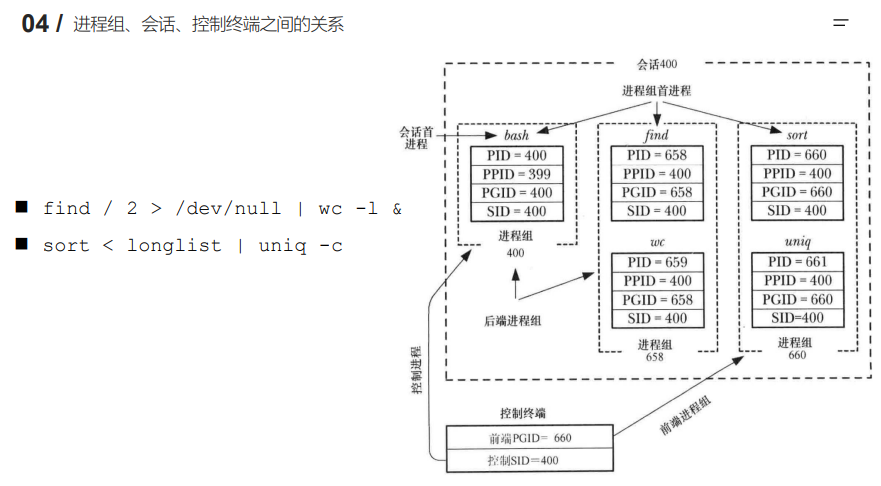 04 / 进程组、会话、控制终端之间的关系
会话400
进程组首进程
会话首
进程
bash
PID = 400
PPID = 399
PGID = 400
SID = 400
进程组
400
find
PID = 658
PPID = 400
PGID = 658
SID = 400
sort
PID = 660
PPID = 400
PGID = 660
SID = 400
■ find / 2 > /dev/null | wc -l &
■ sort < longlist | uniq -c
wc
PID = 659
PPID = 400
PGID = 658
SID = 400
进程组
658
uniq
PID = 661
PPID = 400
PGID = 660
SID=400
进程组
660
后端进程组
控制进程
前端进程组
控制终端
前端PGID= 660
控制SID=400